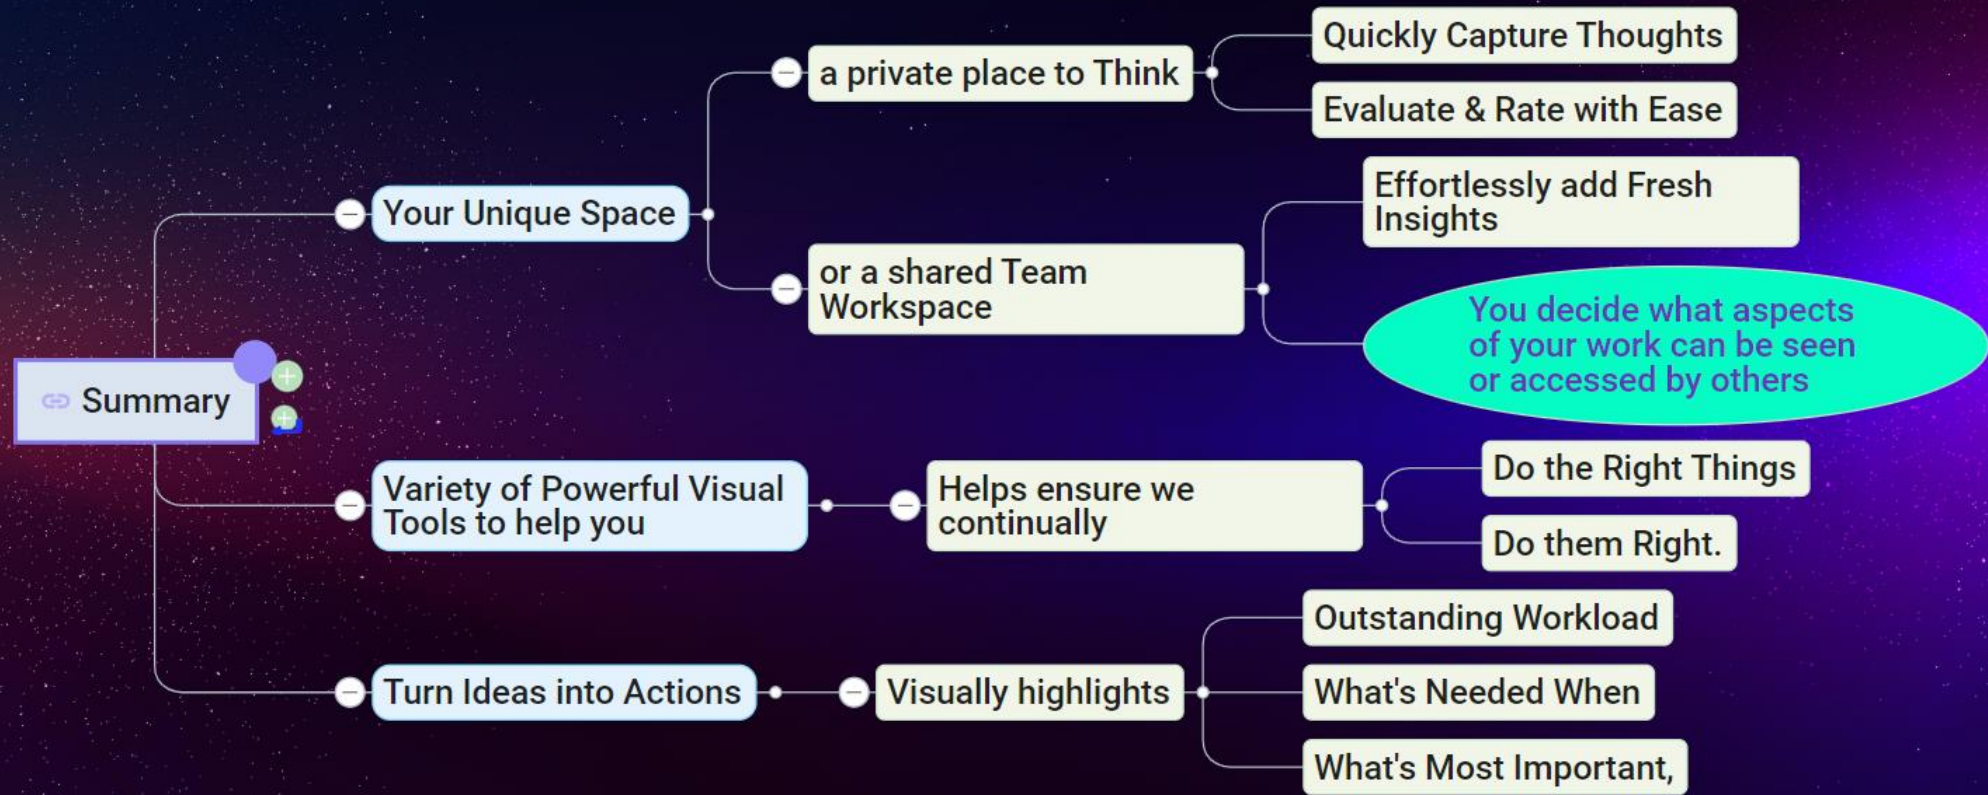 Summary
Your Unique Space
a private place to Think
Quickly Capture Thoughts
Evaluate & Rate with Ease
or a shared Team
Workspace
Effortlessly add Fresh
Insights
You decide what aspects
of your work can be seen
or accessed by others
Variety of Powerful Visual
Tools to help you
Helps ensure we
continually
Do the Right Things
Do them Right.
Turn Ideas into Actions
Visually highlights
Outstanding Workload
What's Needed When
What's Most Important,